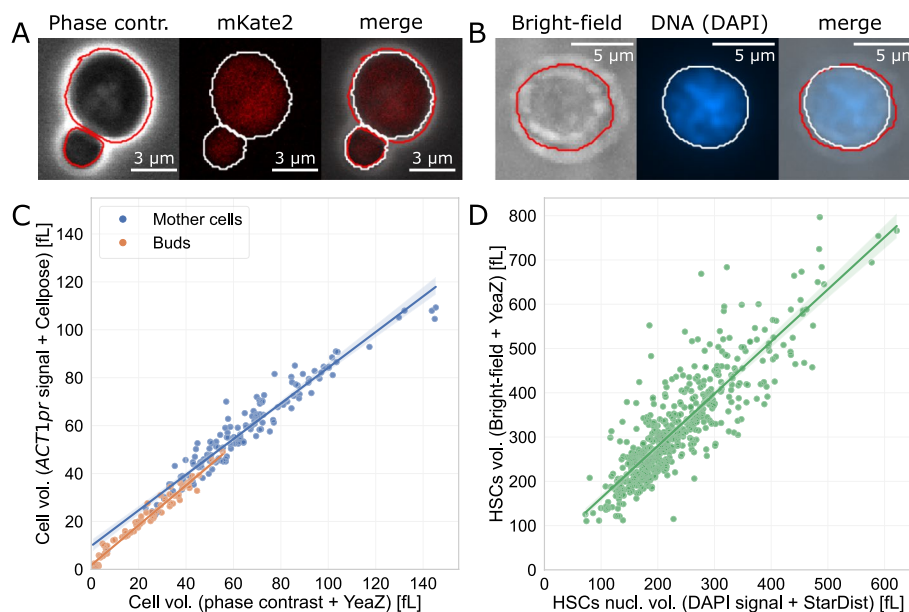 A
Phase contr.
mKate2
merge
3 µm
3 µm
3 µm
B
Bright-field
DNA (DAPI)
merge
5 µm
5 µm
5 µm
C
Cell vol. (ACT1pr signal + Cellpose) [fL]
140
120
100
80
60
40
20
0
Mother cells
Buds
0 20 40 60 80 100 120 140
Cell vol. (phase contrast + YeaZ) [fL]
D
HSCs vol. (Bright-field + YeaZ) [fL]
800
700
600
500
400
300
200
100
0
0 100 200 300 400 500 600
HSCs nucl. vol. (DAPI signal + StarDist) [fL]